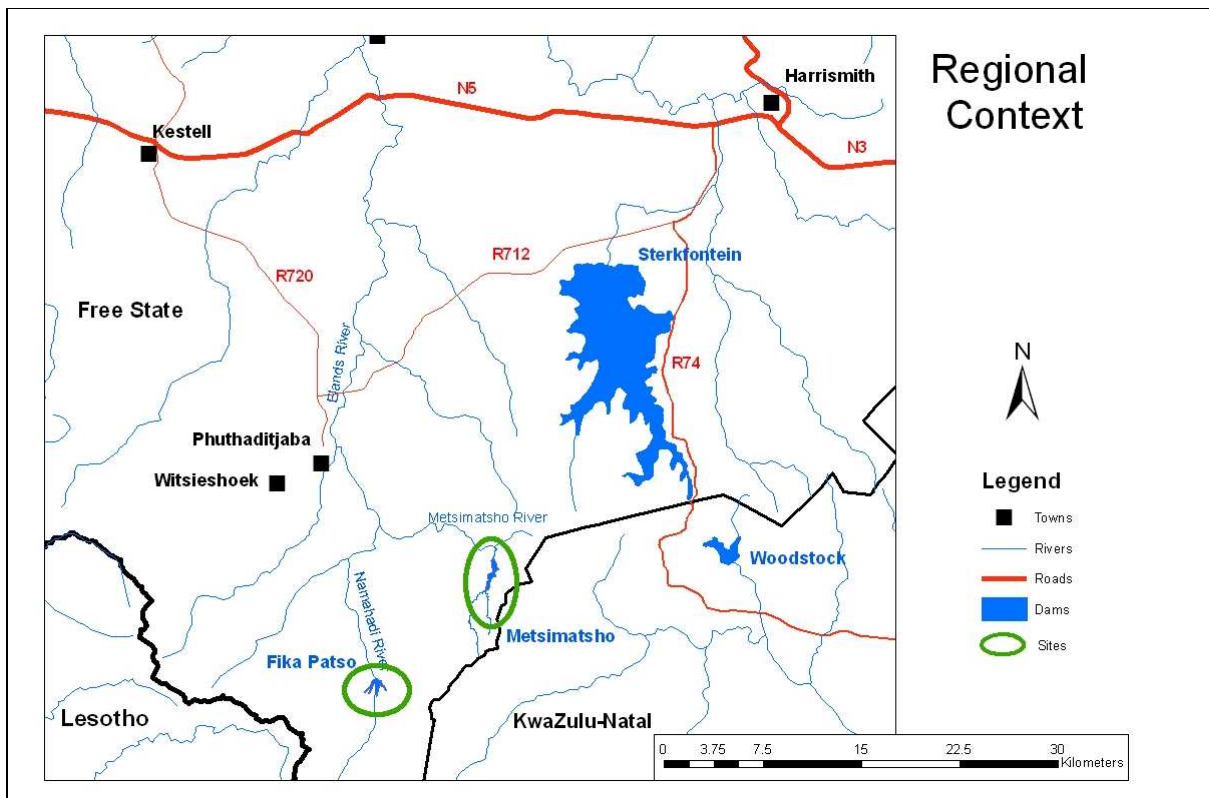 Regional
Context
Harrismith
N5
Kestell
N3
Sterkfontein
R712
R720
Free State
Elands River
R74
N
Phuthaditjaba
Witsieshoek
Legend
Towns
Metsimatsho River
Rivers
Woodstock
Roads
Namahadi River
Dams
Metsimatsho
Sites
Fika Patso
Lesotho
KwaZulu-Natal
0 3.75 7.5 15 22.5 30
Kilometers